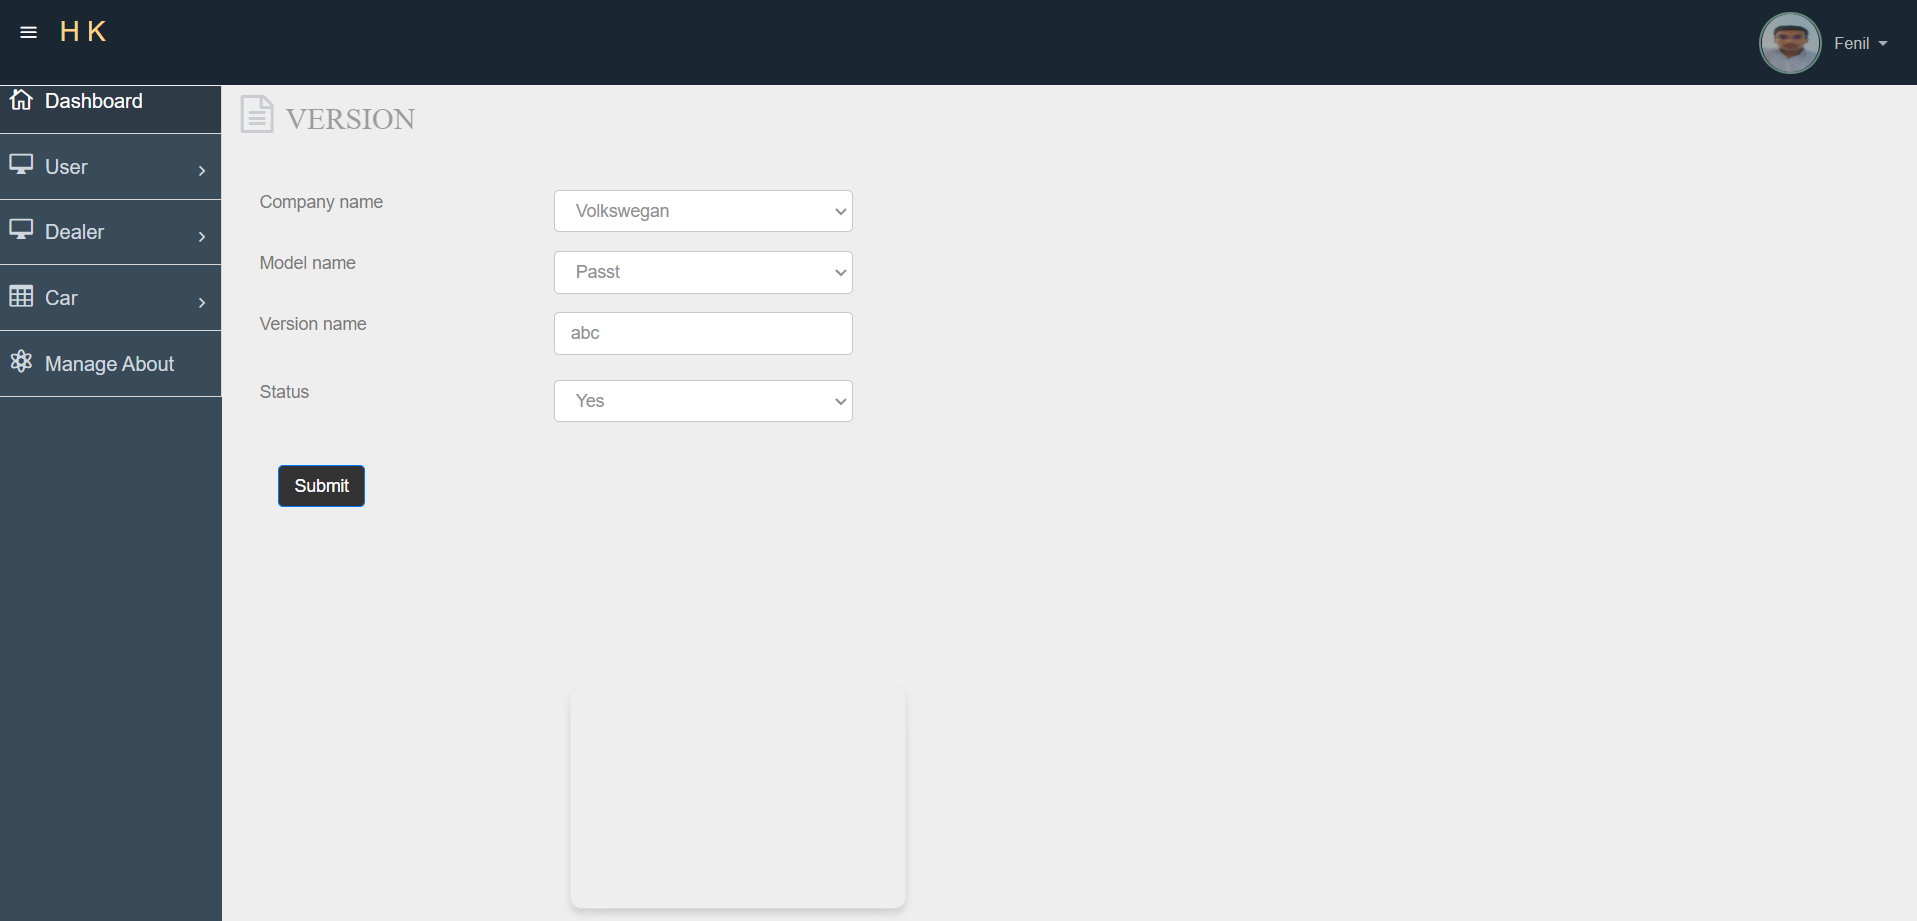 H K
Fenil
Dashboard
User
Dealer
Car
Manage About
VERSION
Company name
Volkswegan
Model name
Passt
Version name
abc
Status
Yes
Submit